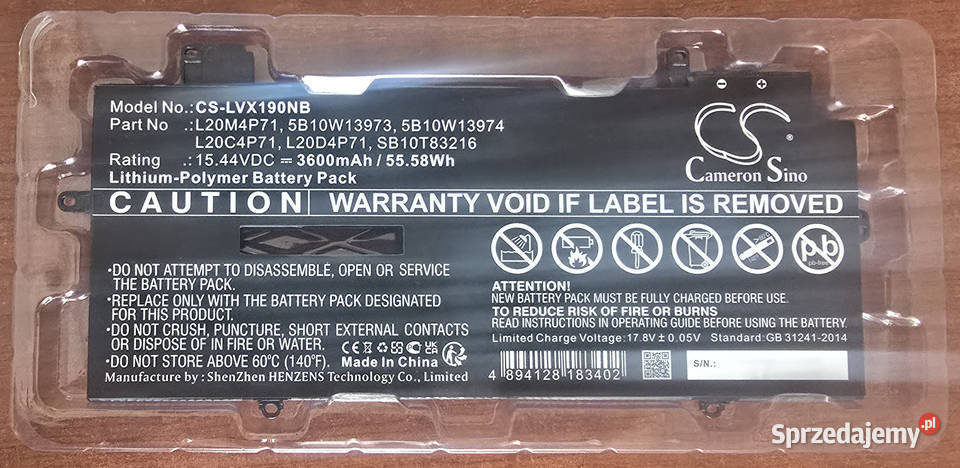 Model No.:CS-LVX190NB
Part No .:L20M4P71, 5B10W13973, 5B10W13974
L20C4P71, L20D4P71, SB10T83216
Rating .:15.44VDC ⎓ 3600mAh / 55.58Wh
Lithium-Polymer Battery Pack
CS
Cameron Sino
CAUTION WARRANTY VOID IF LABEL IS REMOVED
•DO NOT ATTEMPT TO DISASSEMBLE, OPEN OR SERVICE
THE BATTERY PACK.
•REPLACE ONLY WITH THE BATTERY PACK DESIGNATED
FOR THIS PRODUCT.
•DO NOT CRUSH, PUNCTURE, SHORT EXTERNAL CONTACTS
OR DISPOSE OF IN FIRE OR WATER.
•DO NOT STORE ABOVE 60℃ (140℉).
CE Made In China
Manufacture by : ShenZhen HENZENS Technology Co., Limited
Pb
pb-free
ATTENTION!
NEW BATTERY PACK MUST BE FULLY CHARGED BEFORE USE.
TO REDUCE RISK OF FIRE OR BURNS
READ INSTRUCTIONS IN OPERATING GUIDE BEFORE USING THE BATTERY.
Limited Charge Voltage:17.8V± 0.05V Standard:GB 31241-2014
4 894128 183402
S/N.:
Sprzedajemy.pl